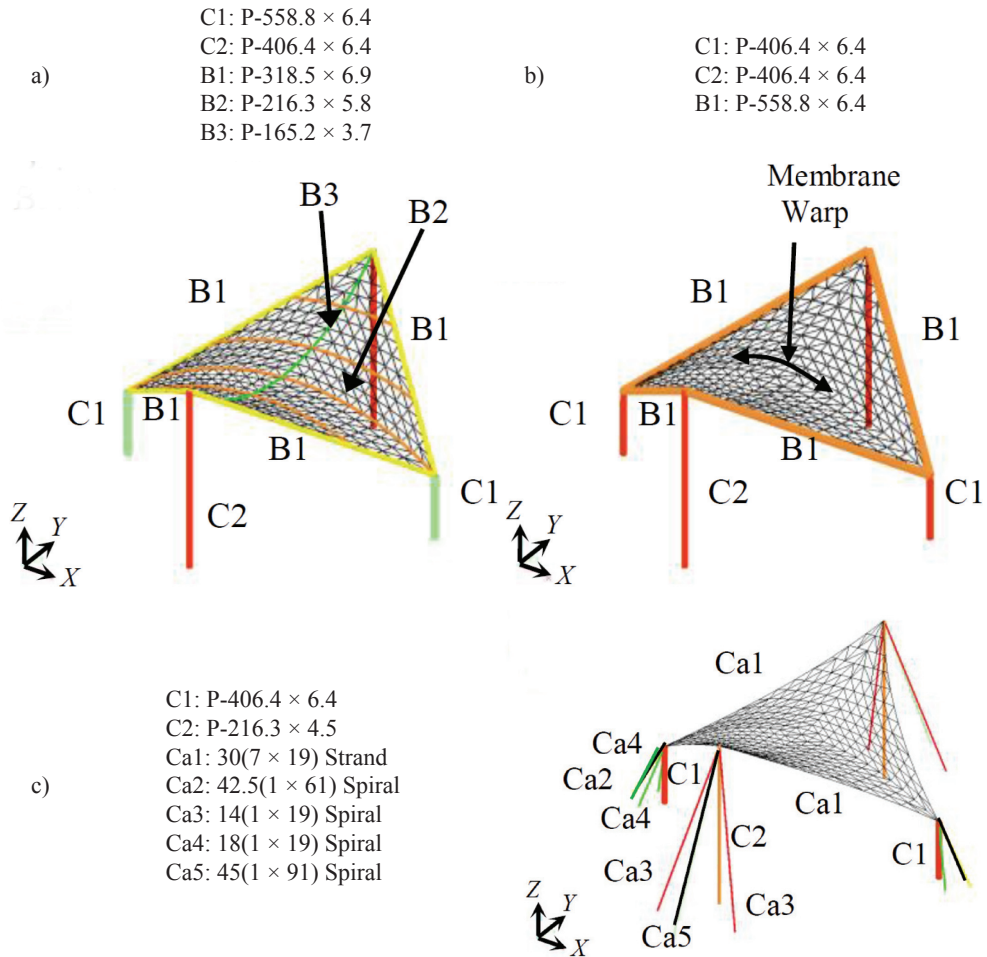 a)
C1: P-558.8 × 6.4
C2: P-406.4 × 6.4
B1: P-318.5 × 6.9
B2: P-216.3 × 5.8
B3: P-165.2 × 3.7
B3
B2
B1
B1
C1
B1
B1
C2
C1
Z
Y
X
b)
C1: P-406.4 × 6.4
C2: P-406.4 × 6.4
B1: P-558.8 × 6.4
Membrane
Warp
B1
B1
C1
B1
B1
C2
C1
Z
Y
X
c)
C1: P-406.4 × 6.4
C2: P-216.3 × 4.5
Ca1: 30(7 × 19) Strand
Ca2: 42.5(1 × 61) Spiral
Ca3: 14(1 × 19) Spiral
Ca4: 18(1 × 19) Spiral
Ca5: 45(1 × 91) Spiral
Ca1
Ca4
Ca2
C1
Ca4
Ca1
C2
C1
Ca3
Ca3
Ca5
Z
Y
X